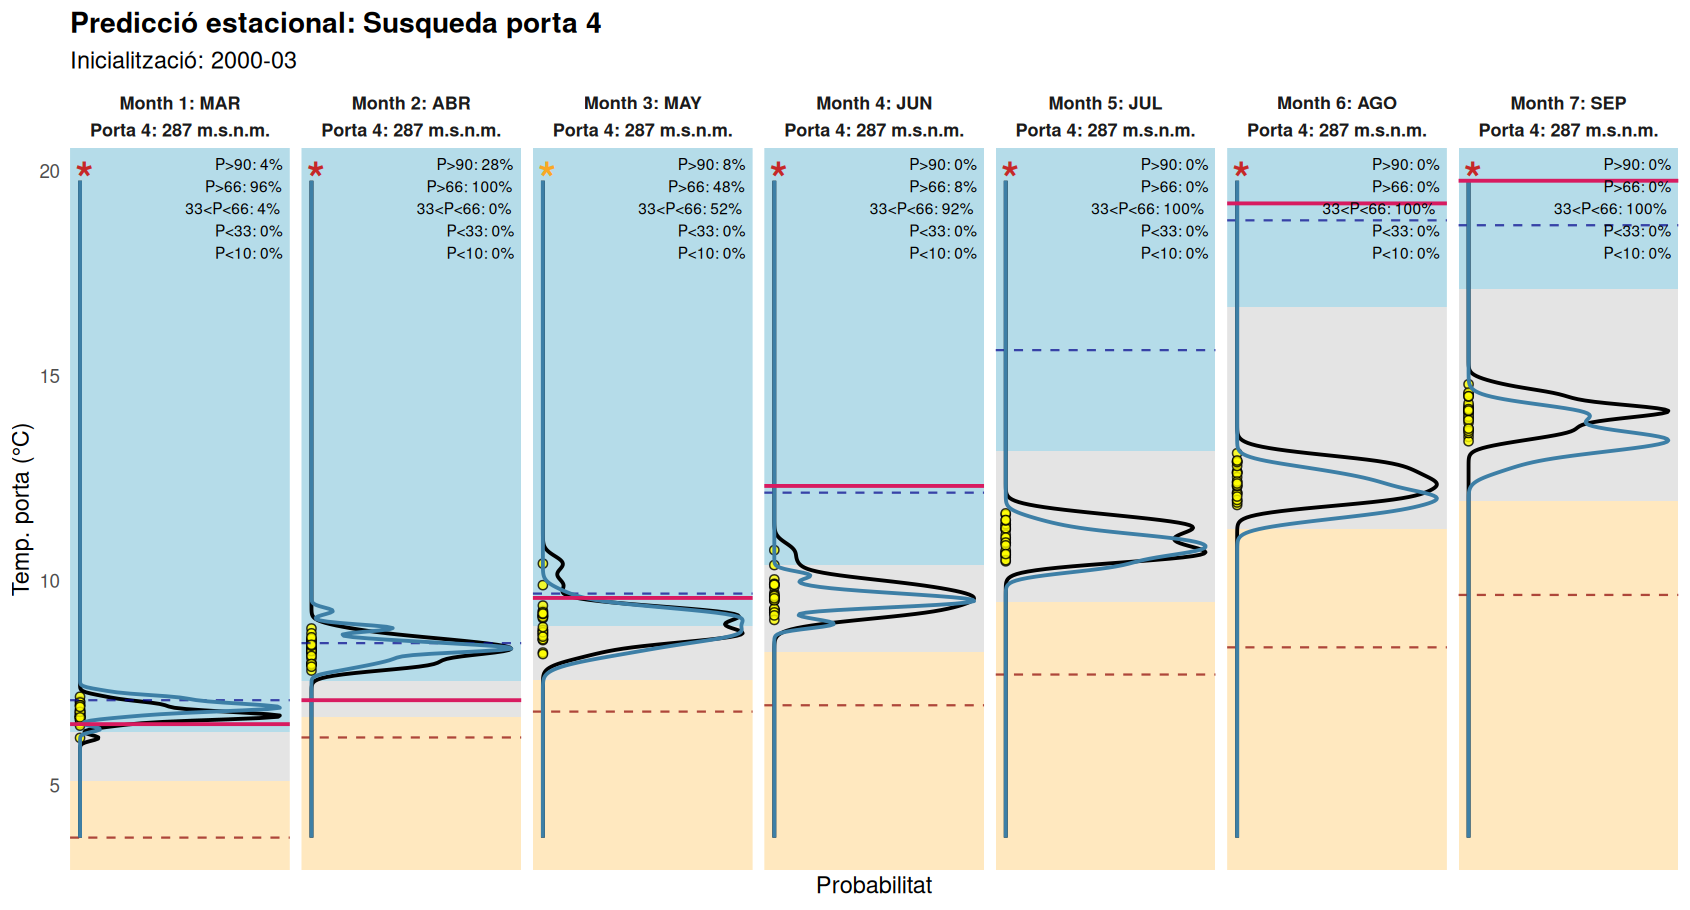 Predicció estacional: Susqueda porta 4
Inicialització: 2000-03
Month 1: MAR
Porta 4: 287 m.s.n.m.
Month 2: ABR
Porta 4: 287 m.s.n.m.
Month 3: MAY
Porta 4: 287 m.s.n.m.
Month 4: JUN
Porta 4: 287 m.s.n.m.
Month 5: JUL
Porta 4: 287 m.s.n.m.
Month 6: AGO
Porta 4: 287 m.s.n.m.
Month 7: SEP
Porta 4: 287 m.s.n.m.
*
P>90: 4%
P>66: 96%
33<P<66: 4%
P<33: 0%
P<10: 0%
*
P>90: 28%
P>66: 100%
33<P<66: 0%
P<33: 0%
P<10: 0%
*
P>90: 8%
P>66: 48%
33<P<66: 52%
P<33: 0%
P<10: 0%
*
P>90: 0%
P>66: 8%
33<P<66: 92%
P<33: 0%
P<10: 0%
*
P>90: 0%
P>66: 0%
33<P<66: 100%
P<33: 0%
P<10: 0%
*
P>90: 0%
P>66: 0%
33<P<66: 100%
P<33: 0%
P<10: 0%
*
P>90: 0%
P>66: 0%
33<P<66: 100%
P<33: 0%
P<10: 0%
20
15
10
5
Temp. porta (°C)
Probabilitat